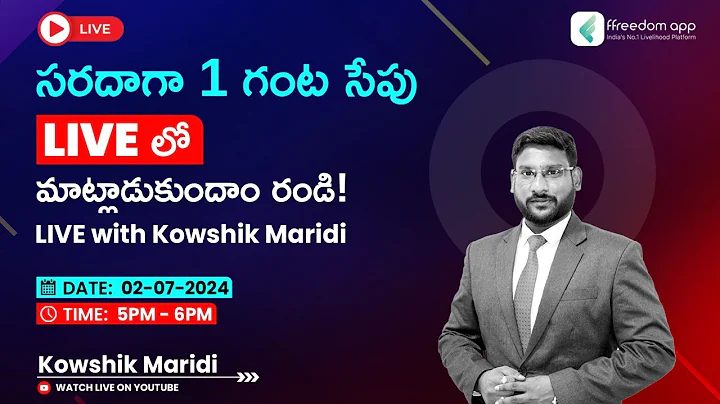 LIVE
ffreedom app
India's No.1 Livelihood Platform
సరదాగా 1 గంట సేపు
LIVE లో
మాట్లాడుకుందాం రండి!
LIVE with Kowshik Maridi
DATE: 02-07-2024
TIME: 5PM - 6PM
Kowshik Maridi
WATCH LIVE ON YOUTUBE